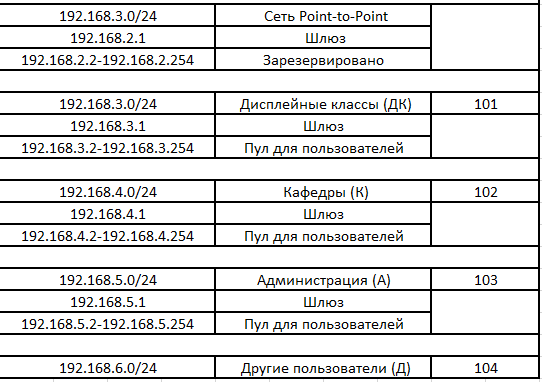 192.168.3.0/24 Сеть Point-to-Point
192.168.2.1 Шлюз
192.168.2.2-192.168.2.254 Зарезервировано
192.168.3.0/24 Дисплейные классы (ДК) 101
192.168.3.1 Шлюз
192.168.3.2-192.168.3.254 Пул для пользователей
192.168.4.0/24 Кафедры (К) 102
192.168.4.1 Шлюз
192.168.4.2-192.168.4.254 Пул для пользователей
192.168.5.0/24 Администрация (А) 103
192.168.5.1 Шлюз
192.168.5.2-192.168.5.254 Пул для пользователей
192.168.6.0/24 Другие пользователи (Д) 104